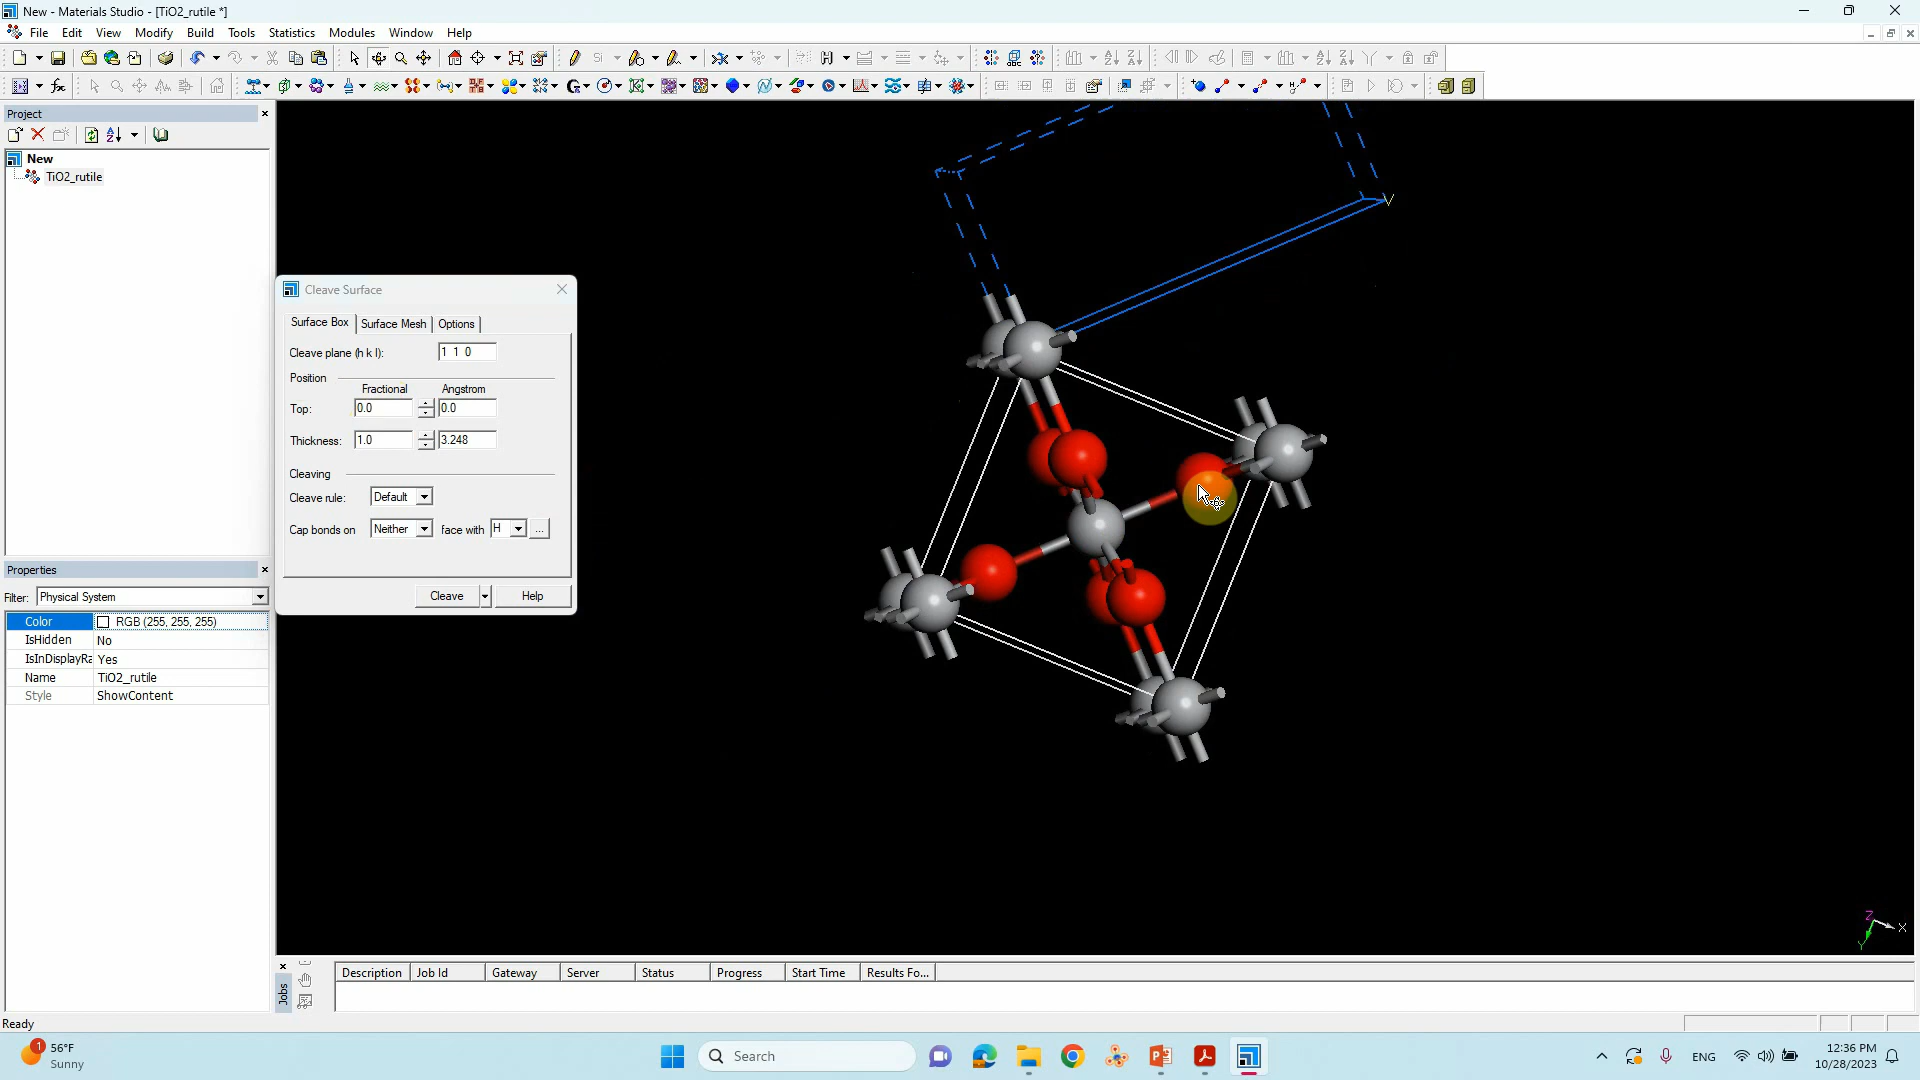 New - Materials Studio - [TiO2_rutile *]
File Edit View Modify Build Tools Statistics Modules Window Help
Project
New
TiO2_rutile
Cleave Surface
Surface Box Surface Mesh Options
Cleave plane (h k l): 1 1 0
Position
Fractional Angstrom
Top: 0.0 0.0
Thickness: 1.0 3.248
Cleaving
Cleave rule: Default
Cap bonds on Neither face with H ...
Cleave Help
Properties
Filter: Physical System
Color RGB (255, 255, 255)
IsHidden No
IsInDisplayRa Yes
Name TiO2_rutile
Style ShowContent
Z
X
Y
Jobs
Description Job Id Gateway Server Status Progress Start Time Results Fo...
Ready
1
56°F
Sunny
Search
ENG
12:36 PM
10/28/2023